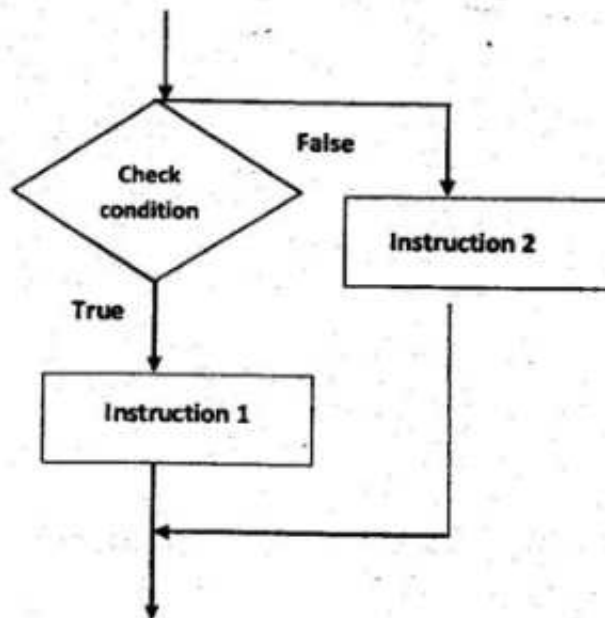 False
Check
condition
Instruction 2
True
Instruction 1